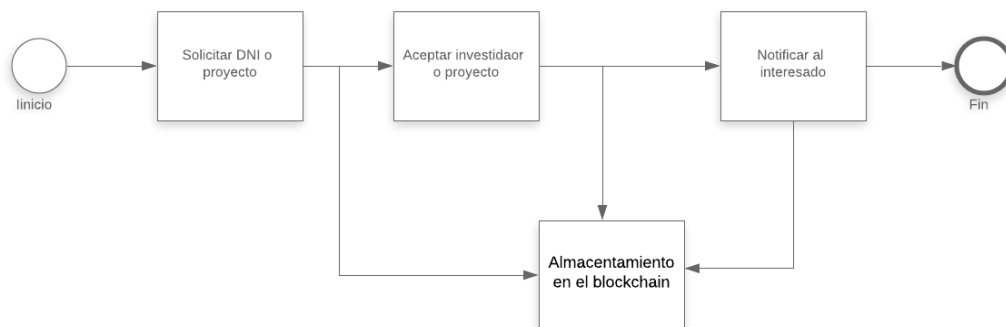 Iinicio
Solicitar DNI o
proyecto
Aceptar investidaor
o proyecto
Notificar al
interesado
Fin
Almacentamiento
en el blockchain